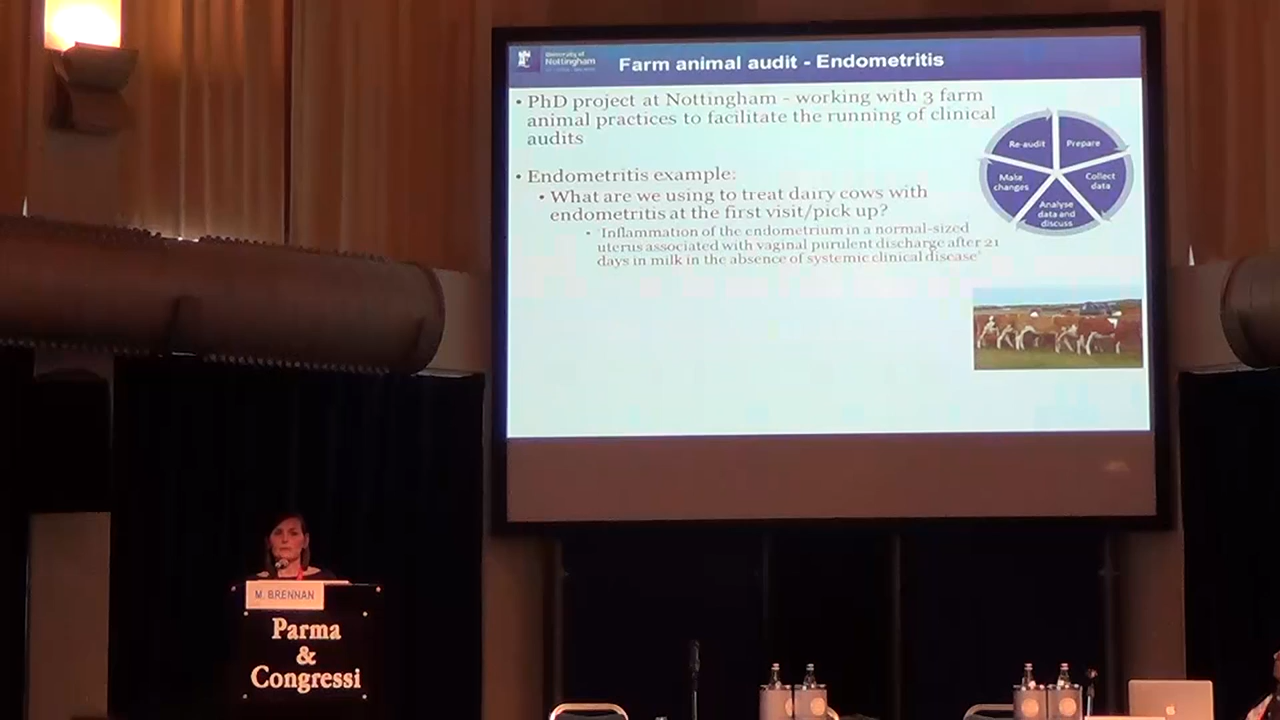 University of
Nottingham
Farm animal audit - Endometritis
• PhD project at Nottingham - working with 3 farm
animal practices to facilitate the running of clinical
audits
• Endometritis example:
• What are we using to treat dairy cows with
endometritis at the first visit/pick up?
• 'Inflammation of the endometrium in a normal-sized
uterus associated with vaginal purulent discharge after 21
days in milk in the absence of systemic clinical disease'
Re-audit
Prepare
Make
changes
Collect
data
Analyse
data and
discuss
M. BRENNAN
Parma
&
Congressi